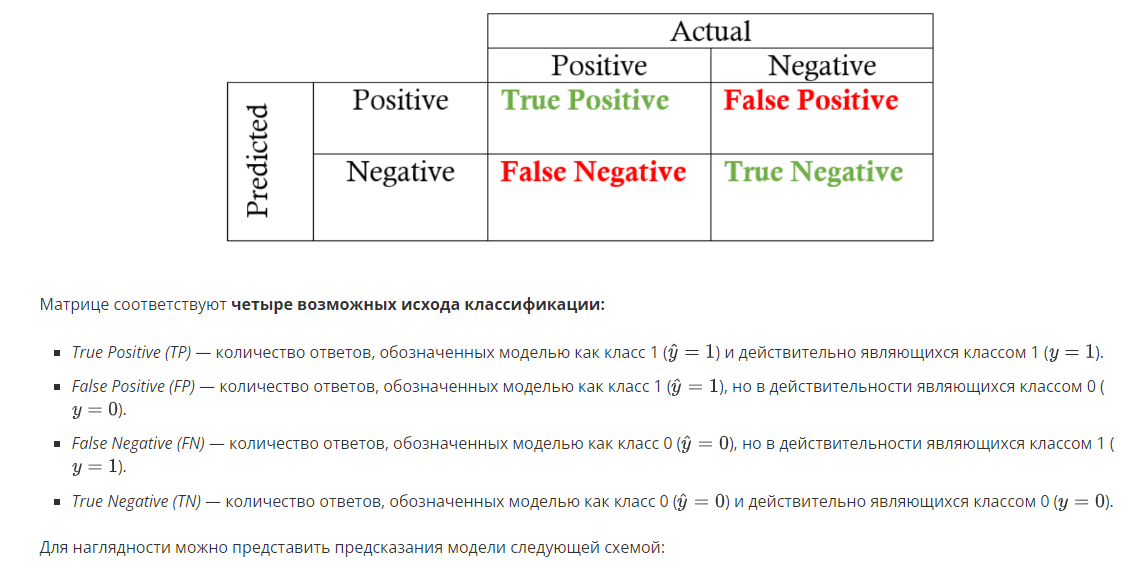 Actual
Positive Negative
Predicted
Positive True Positive False Positive
Negative False Negative True Negative
Матрице соответствуют четыре возможных исхода классификации:
True Positive (TP) — количество ответов, обозначенных моделью как класс 1 (ŷ = 1) и действительно являющихся классом 1 (y = 1).
False Positive (FP) — количество ответов, обозначенных моделью как класс 1 (ŷ = 1), но в действительности являющихся классом 0 (
y = 0).
False Negative (FN) — количество ответов, обозначенных моделью как класс 0 (ŷ = 0), но в действительности являющихся классом 1 (
y = 1).
True Negative (TN) — количество ответов, обозначенных моделью как класс 0 (ŷ = 0) и действительно являющихся классом 0 (y = 0).
Для наглядности можно представить предсказания модели следующей схемой: